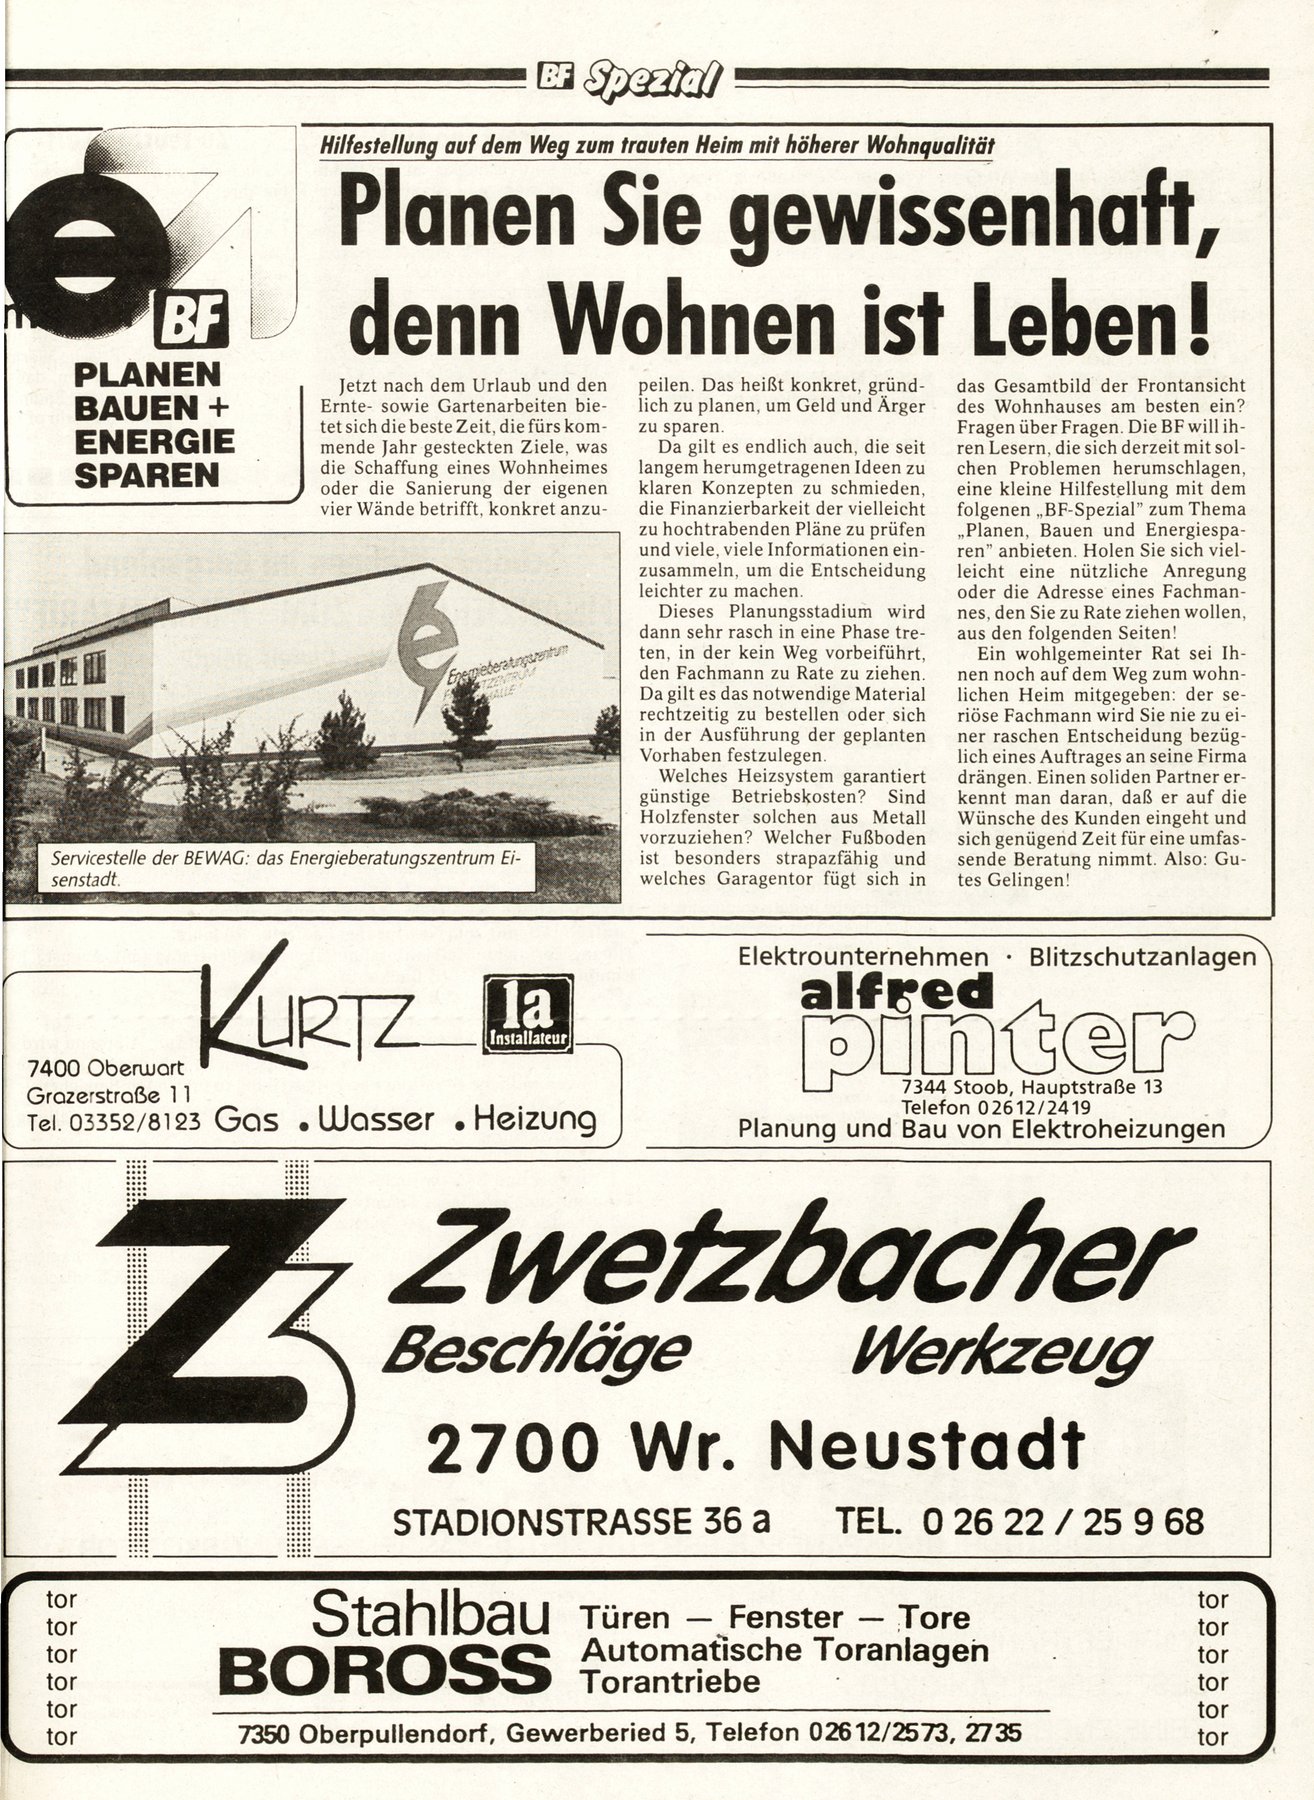 BF Spezial
e
BF
PLANEN
BAUEN +
ENERGIE
SPAREN
Hilfestellung auf dem Weg zum trauten Heim mit höherer Wohnqualität
Planen Sie gewissenhaft,
denn Wohnen ist Leben!
Jetzt nach dem Urlaub und den
Ernte- sowie Gartenarbeiten bie-
tet sich die beste Zeit, die fürs kom-
mende Jahr gesteckten Ziele, was
die Schaffung eines Wohnheimes
oder die Sanierung der eigenen
vier Wände betrifft, konkret anzu-
peilen. Das heißt konkret, gründ-
lich zu planen, um Geld und Ärger
zu sparen.
Da gilt es endlich auch, die seit
langem herumgetragenen Ideen zu
klaren Konzepten zu schmieden,
die Finanzierbarkeit der vielleicht
zu hochtrabenden Pläne zu prüfen
und viele, viele Informationen ein-
zusammeln, um die Entscheidung
leichter zu machen.
Dieses Planungsstadium wird
dann sehr rasch in eine Phase tre-
ten, in der kein Weg vorbeiführt,
den Fachmann zu Rate zu ziehen.
Da gilt es das notwendige Material
rechtzeitig zu bestellen oder sich
in der Ausführung der geplanten
Vorhaben festzulegen.
Welches Heizsystem garantiert
günstige Betriebskosten? Sind
Holzfenster solchen aus Metall
vorzuziehen? Welcher Fußboden
ist besonders strapazfähig und
welches Garagentor fügt sich in
das Gesamtbild der Frontansicht
des Wohnhauses am besten ein?
Fragen über Fragen. Die BF will ih-
ren Lesern, die sich derzeit mit sol-
chen Problemen herumschlagen,
eine kleine Hilfestellung mit dem
folgenden „BF-Spezial” zum Thema
„Planen, Bauen und Energiespa-
ren” anbieten. Holen Sie sich viel-
leicht eine nützliche Anregung
oder die Adresse eines Fachman-
nes, den Sie zu Rate ziehen wollen,
aus den folgenden Seiten!
Ein wohlgemeinter Rat sei Ih-
nen noch auf dem Weg zum wohn-
lichen Heim mitgegeben: der se-
riöse Fachmann wird Sie nie zu ei-
ner raschen Entscheidung bezüg-
lich eines Auftrages an seine Firma
drängen. Einen soliden Partner er-
kennt man daran, daß er auf die
Wünsche des Kunden eingeht und
sich genügend Zeit für eine umfas-
sende Beratung nimmt. Also: Gu-
tes Gelingen!
e
Energieberatungszentrum
Servicestelle der BEWAG: das Energieberatungszentrum Ei-
senstadt.
KURTZ
1a
Installateur
7400 Oberwart
Grazerstraße 11
Tel. 03352/8123 Gas . Wasser . Heizung
Elektrounternehmen · Blitzschutzanlagen
alfred
pinter
7344 Stoob, Hauptstraße 13
Telefon 02612/2419
Planung und Bau von Elektroheizungen
Zwetzbacher
Beschläge Werkzeug
2700 Wr. Neustadt
STADIONSTRASSE 36 a TEL. 0 26 22 / 25 9 68
tor
tor
tor
tor
tor
tor
Stahlbau
BOROSS
Türen — Fenster — Tore
Automatische Toranlagen
Torantriebe
7350 Oberpullendorf, Gewerberied 5, Telefon 02612/2573, 2735
tor
tor
tor
tor
tor
tor